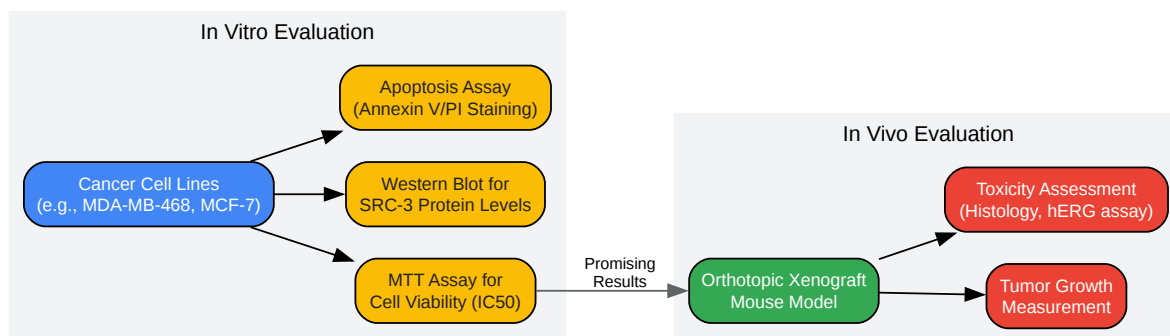 In Vitro Evaluation
Apoptosis Assay
(Annexin V/PI Staining)
Cancer Cell Lines
(e.g., MDA-MB-468, MCF-7)
Western Blot for
SRC-3 Protein Levels
MTT Assay for
Cell Viability (IC50)
Promising
Results
In Vivo Evaluation
Orthotopic Xenograft
Mouse Model
Toxicity Assessment
(Histology, hERG assay)
Tumor Growth
Measurement